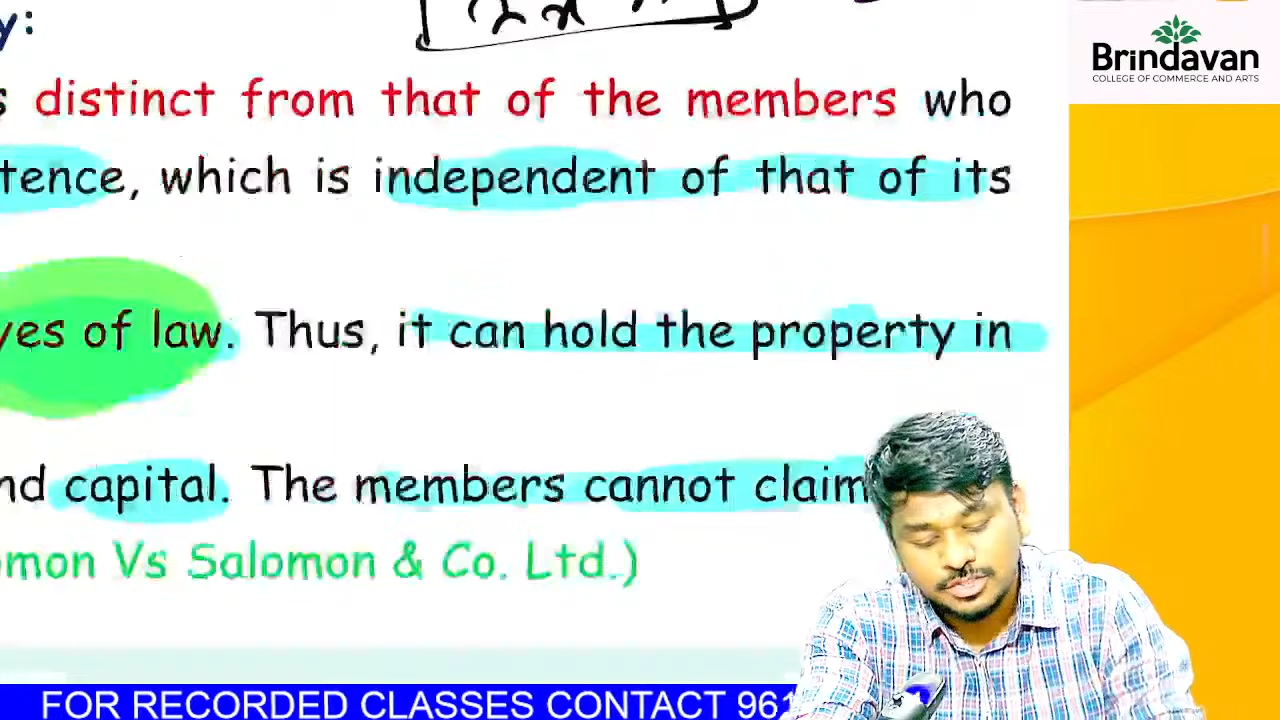 y:
Brindavan
COLLEGE OF COMMERCE AND ARTS
s distinct from that of the members who
tence, which is independent of that of its
yes of law. Thus, it can hold the property in
nd capital. The members cannot claim
omon Vs Salomon & Co. Ltd.)
FOR RECORDED CLASSES CONTACT 961